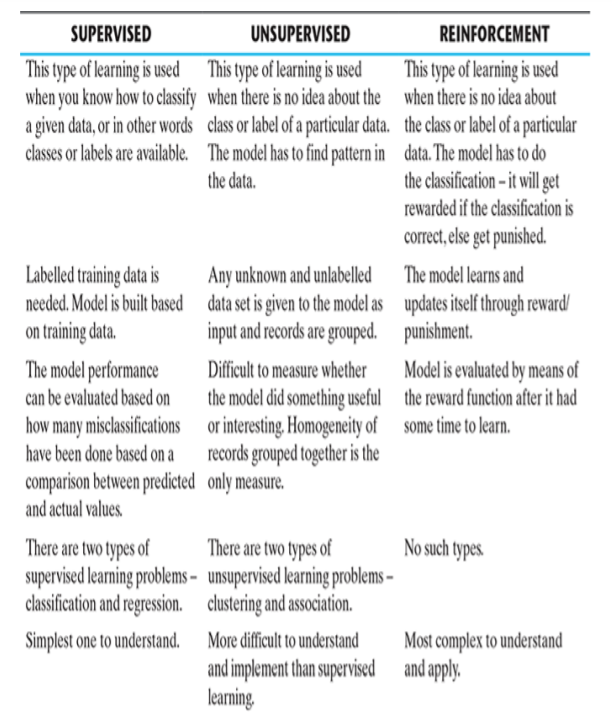 SUPERVISED UNSUPERVISED REINFORCEMENT
This type of learning is used
when you know how to classify
a given data, or in other words
classes or labels are available.
This type of learning is used
when there is no idea about the
class or label of a particular data.
The model has to find pattern in
the data.
This type of learning is used
when there is no idea about
the class or label of a particular
data. The model has to do
the classification – it will get
rewarded if the classification is
correct, else get punished.
Labelled training data is
needed. Model is built based
on training data.
Any unknown and unlabelled
data set is given to the model as
input and records are grouped.
The model learns and
updates itself through reward/
punishment.
The model performance
can be evaluated based on
how many misclassifications
have been done based on a
comparison between predicted
and actual values.
Difficult to measure whether
the model did something useful
or interesting. Homogeneity of
records grouped together is the
only measure.
Model is evaluated by means of
the reward function after it had
some time to learn.
There are two types of
supervised learning problems –
classification and regression.
There are two types of
unsupervised learning problems –
clustering and association.
No such types.
Simplest one to understand.
More difficult to understand
and implement than supervised
learning.
Most complex to understand
and apply.